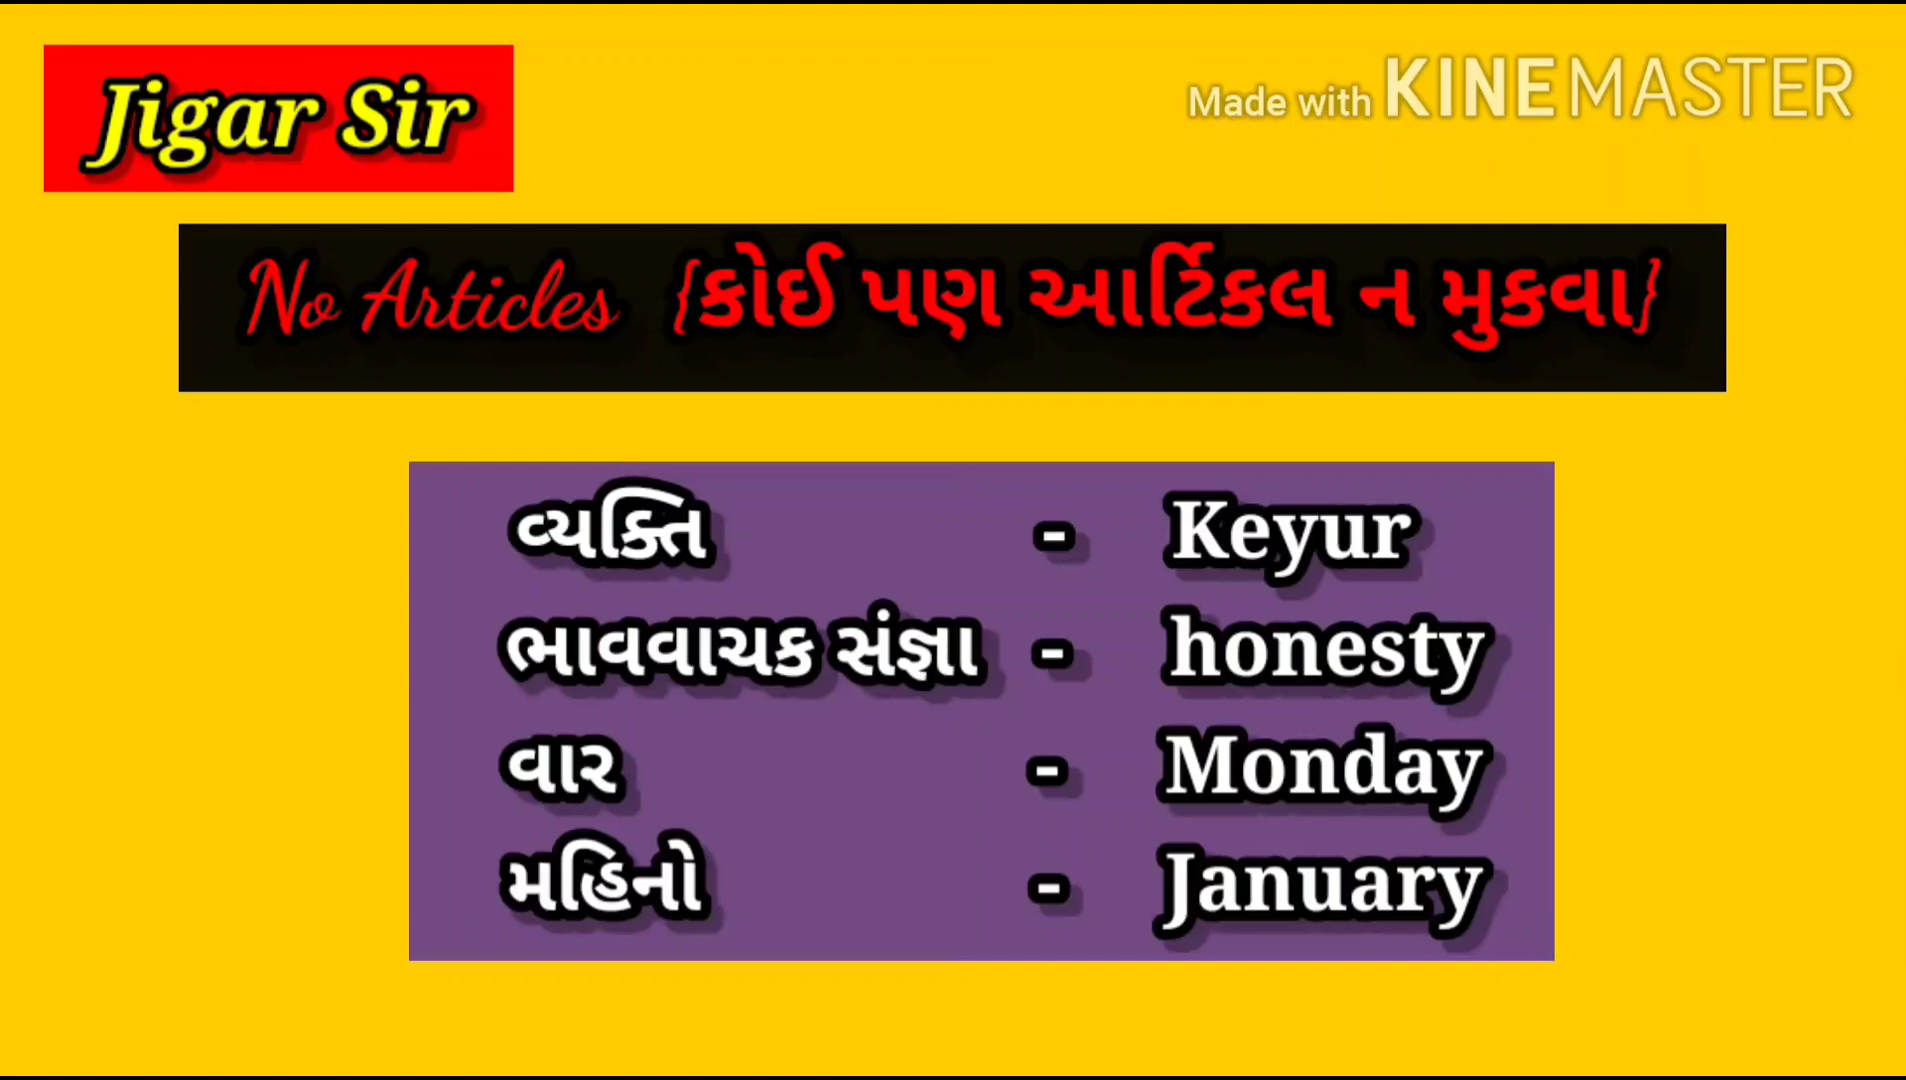 Jigar Sir
Made with KINEMASTER
No Articles {કોઈ પણ આર્ટિકલ ન મુકવા}
વ્યક્તિ - Keyur
ભાવવાચક સંજ્ઞા - honesty
વાર - Monday
મહિનો - January